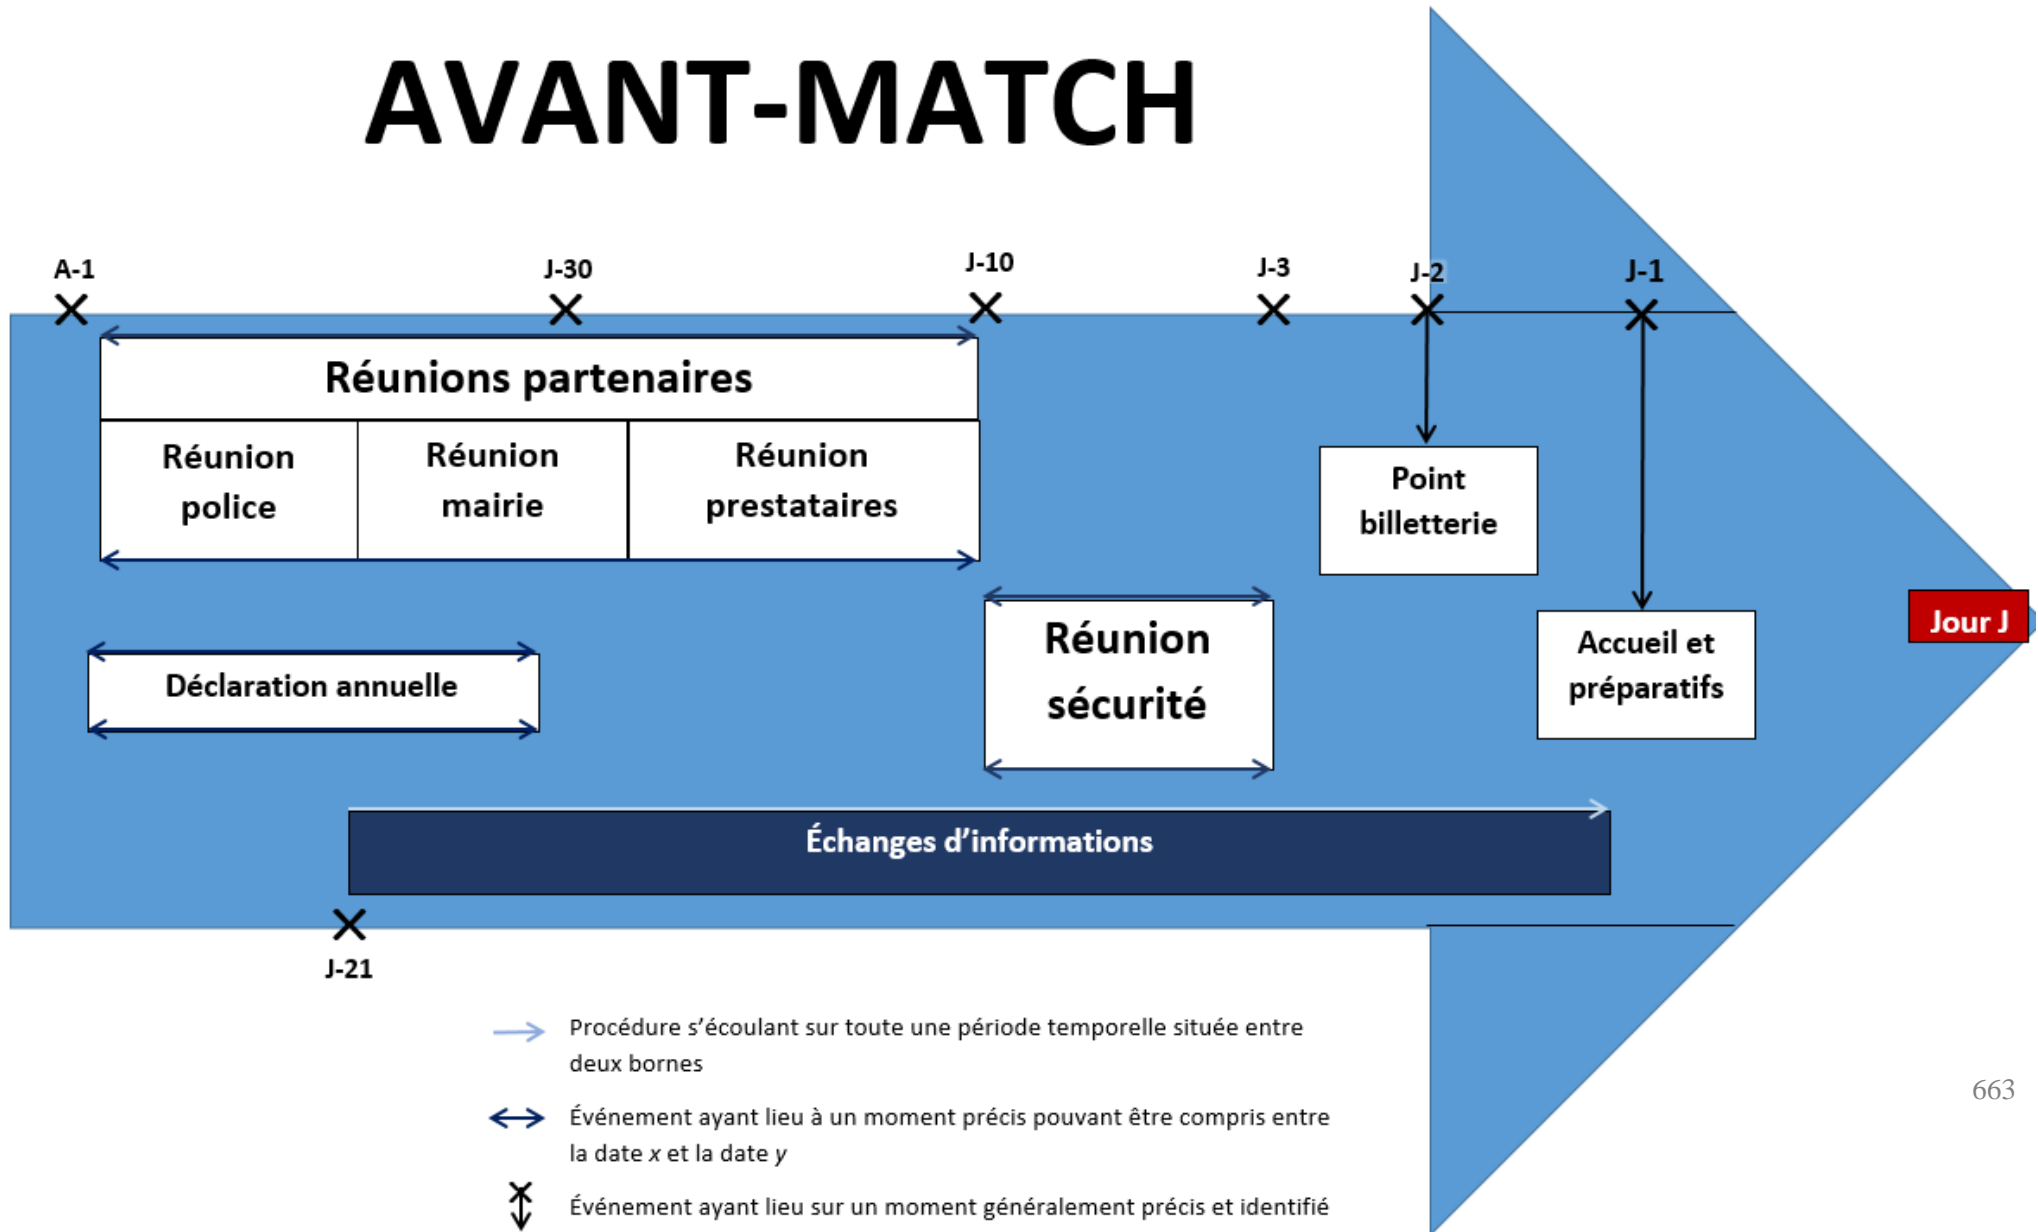 AVANT-MATCH
A-1
J-30
J-10
J-3
J-2
J-1
Réunions partenaires
Réunion
police
Réunion
mairie
Réunion
prestataires
Point
billetterie
Réunion
sécurité
Accueil et
préparatifs
Jour J
Déclaration annuelle
Échanges d’informations
J-21
Procédure s’écoulant sur toute une période temporelle située entre
deux bornes
Événement ayant lieu à un moment précis pouvant être compris entre
la date x et la date y
Événement ayant lieu sur un moment généralement précis et identifié
663